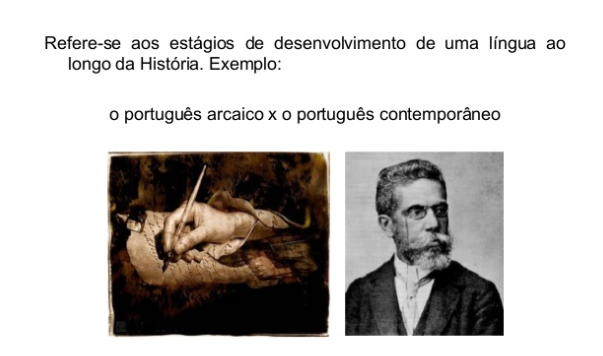 Refere-se aos estágios de desenvolvimento de uma língua ao
longo da História. Exemplo:
o português arcaico x o português contemporâneo